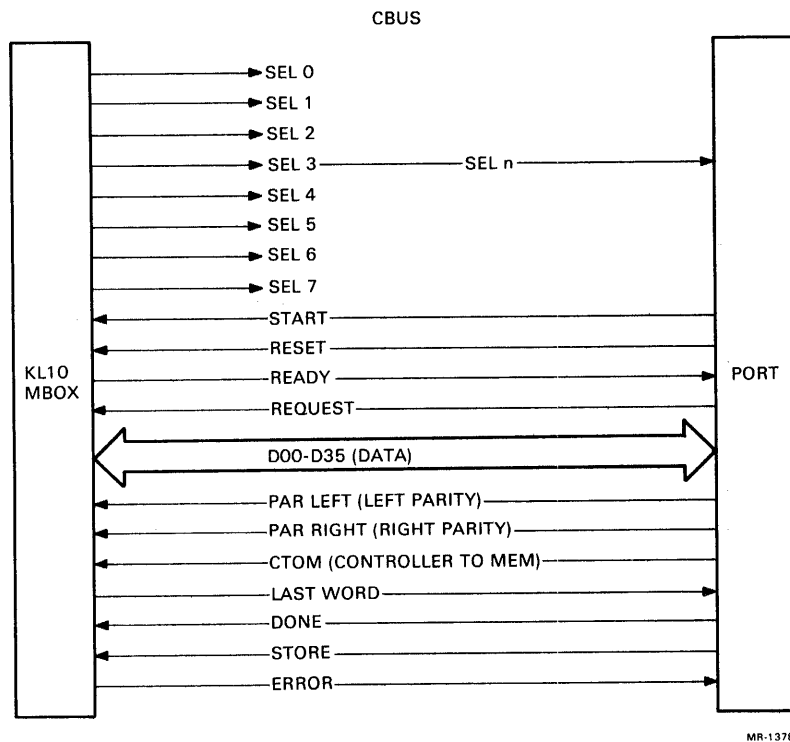 CBUS
SEL 0
SEL 1
SEL 2
SEL 3 SEL n
SEL 4
SEL 5
SEL 6
SEL 7
START
RESET
KL10
MBOX
READY
PORT
REQUEST
D00-D35 (DATA)
PAR LEFT (LEFT PARITY)
PAR RIGHT (RIGHT PARITY)
CTOM (CONTROLLER TO MEM)
LAST WORD
DONE
STORE
ERROR
MR-1378